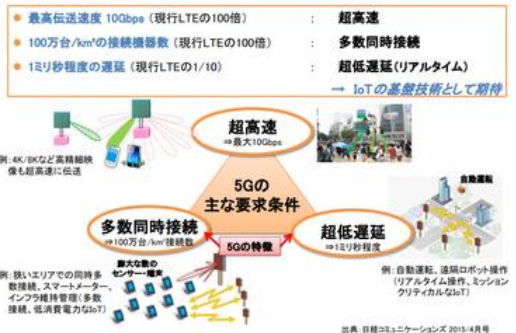 ● 最高伝送速度 10Gbps (現行LTEの100倍) : 超高速
● 100万台/km²の接続機器数 (現行LTEの100倍) : 多数同時接続
● 1ミリ秒程度の遅延 (現行LTEの1/10) : 超低遅延(リアルタイム)
→ IoTの基盤技術として期待
超高速
⇒最大10Gbps
例:4K/8Kなど高精細映
像も超高速に伝送
5Gの
主な要求条件
自動運転
多数同時接続
⇒100万台/km²接続数
5Gの特徴
超低遅延
⇒1ミリ秒程度
膨大な数の
センサー・端末
例:狭いエリアでの同時多
数接続、スマートメーター、
インフラ維持管理(多数
接続、低消費電力なIoT)
例:自動運転、遠隔ロボット操作
(リアルタイム操作、ミッション
クリティカルなIoT)
出典:日経コミュニケーションズ 2015/4月号